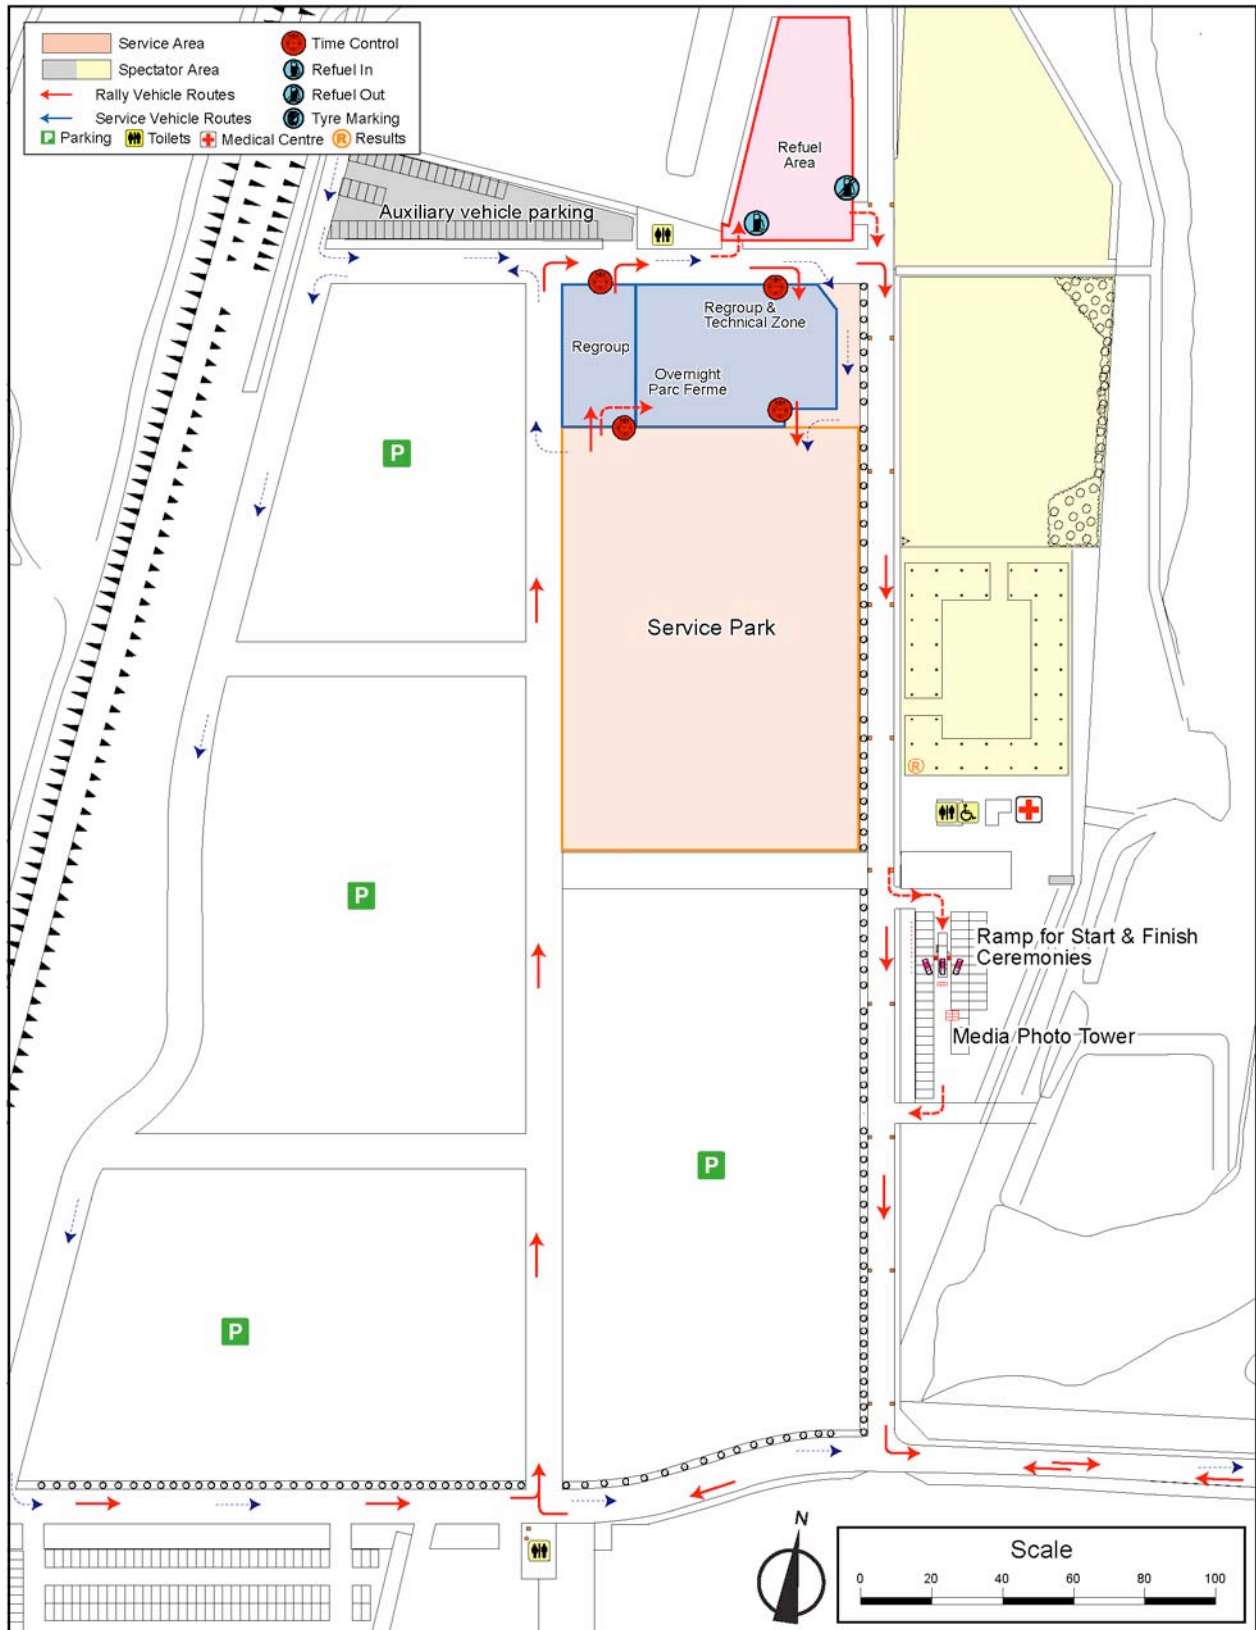 Service Area
Time Control
Spectator Area
Refuel In
Rally Vehicle Routes
Refuel Out
Service Vehicle Routes
Tyre Marking
P Parking
Toilets
Medical Centre
R Results
Refuel
Area
Auxiliary vehicle parking
Regroup &
Technical Zone
Regroup
Overnight
Parc Ferme
P
Service Park
R
P
Ramp for Start & Finish
Ceremonies
Media Photo Tower
P
P
N
Scale
0 20 40 60 80 100